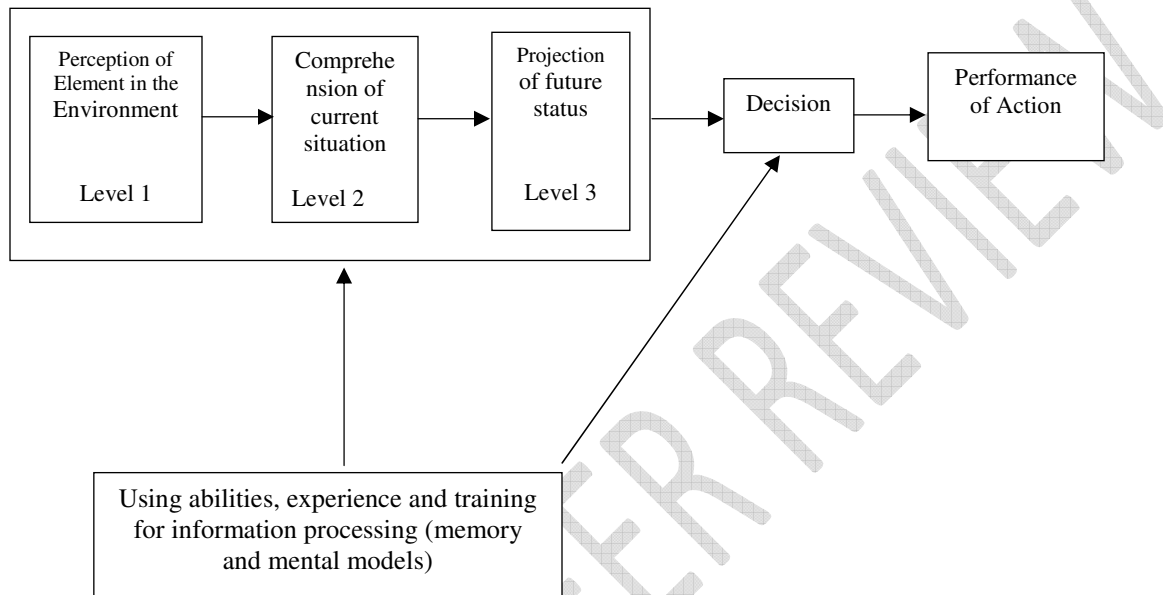 Perception of
Element in the
Environment
Level 1
Comprehe
nsion of
current
situation
Level 2
Projection
of future
status
Level 3
Decision
Performance
of Action
Using abilities, experience and training
for information processing (memory
and mental models)
ER REVIEW